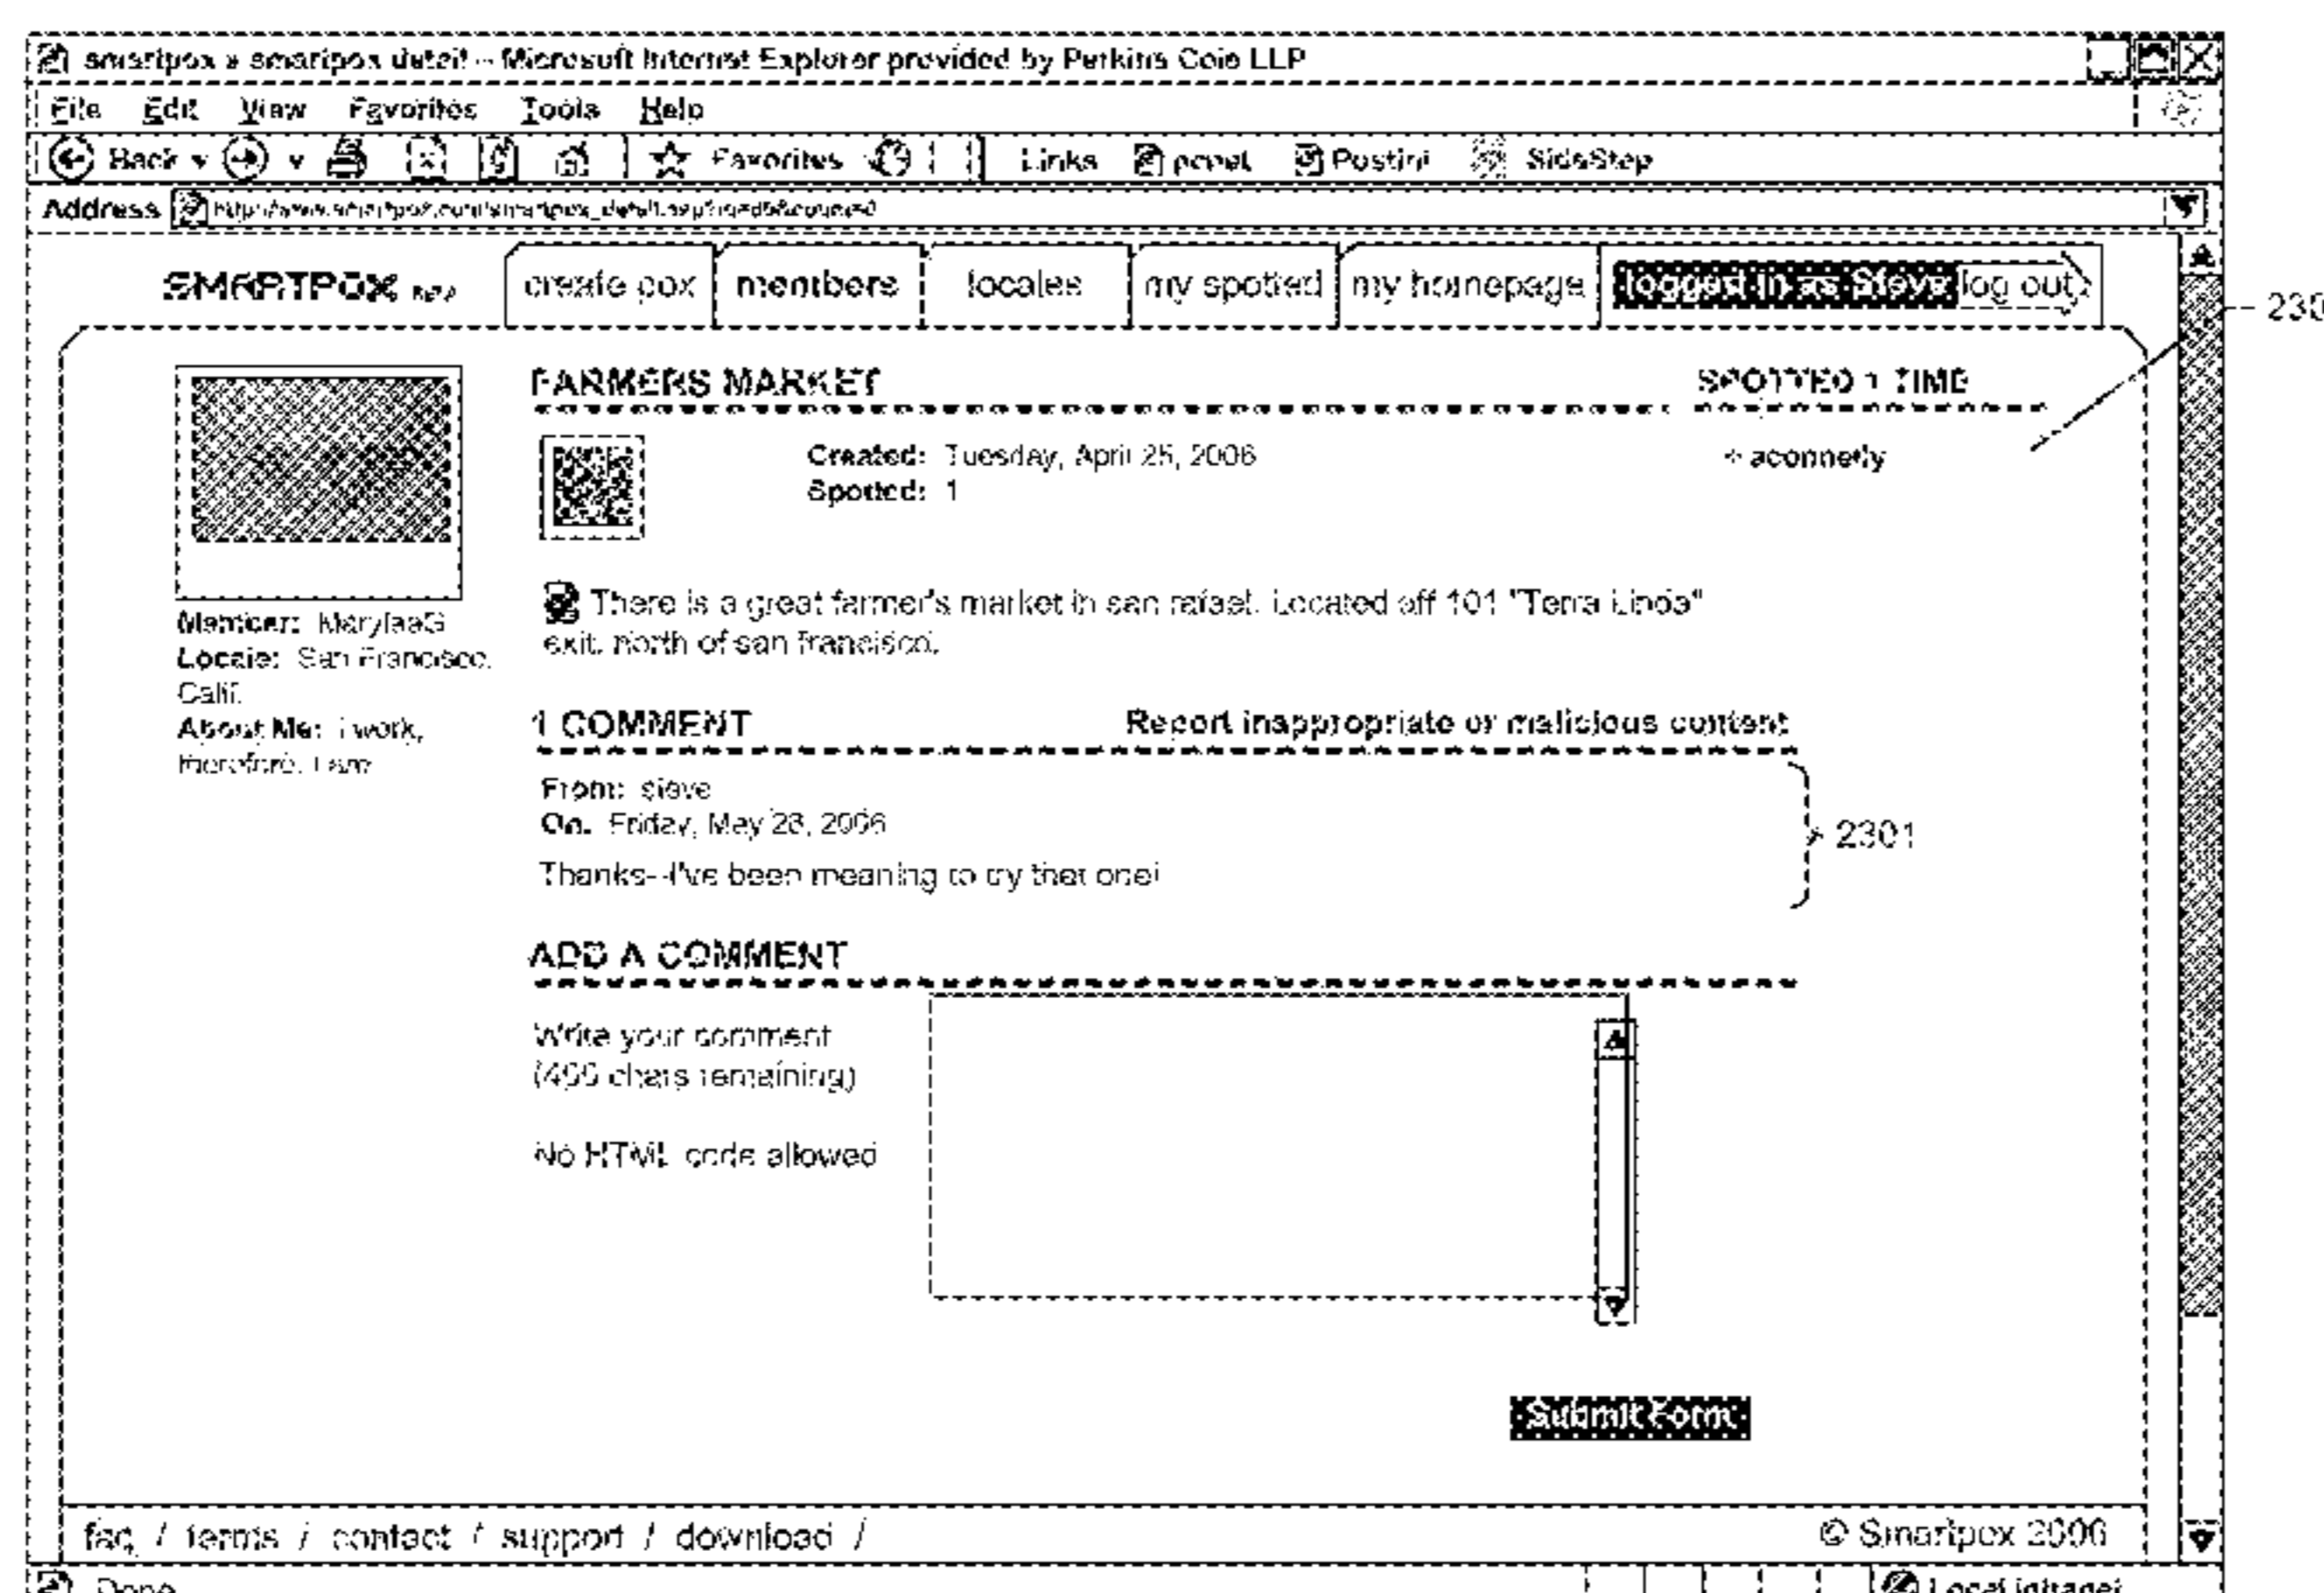 smartpox » smartpox detail -- Microsoft Internet Explorer provided by Perkins Coie LLP
File Edit View Favorites Tools Help
Back Favorites Links Postini SideStep
Address
SMARTPOX BETA create pox members locales my spotted my homepage logged in as Steve log out
FARMERS MARKET SPOTTED 1 TIME
Created: Tuesday, April 25, 2006 + aconnelly
Spotted: 1
There is a great farmer's market in san rafael. Located off 101 "Terra Linda"
exit. north of san francisco.
Member:
Locale: San Francisco,
Calif.
About Me: I work,
therefore, I am
1 COMMENT Report inappropriate or malicious content
From: steve
On: Friday, May 26, 2006
Thanks--I've been meaning to try that one!
2301
ADD A COMMENT
Write your comment
chars remaining)
No HTML code allowed
Submit Form
faq / terms / contact / support / download /
© Smartpox 2006
Done Local intranet